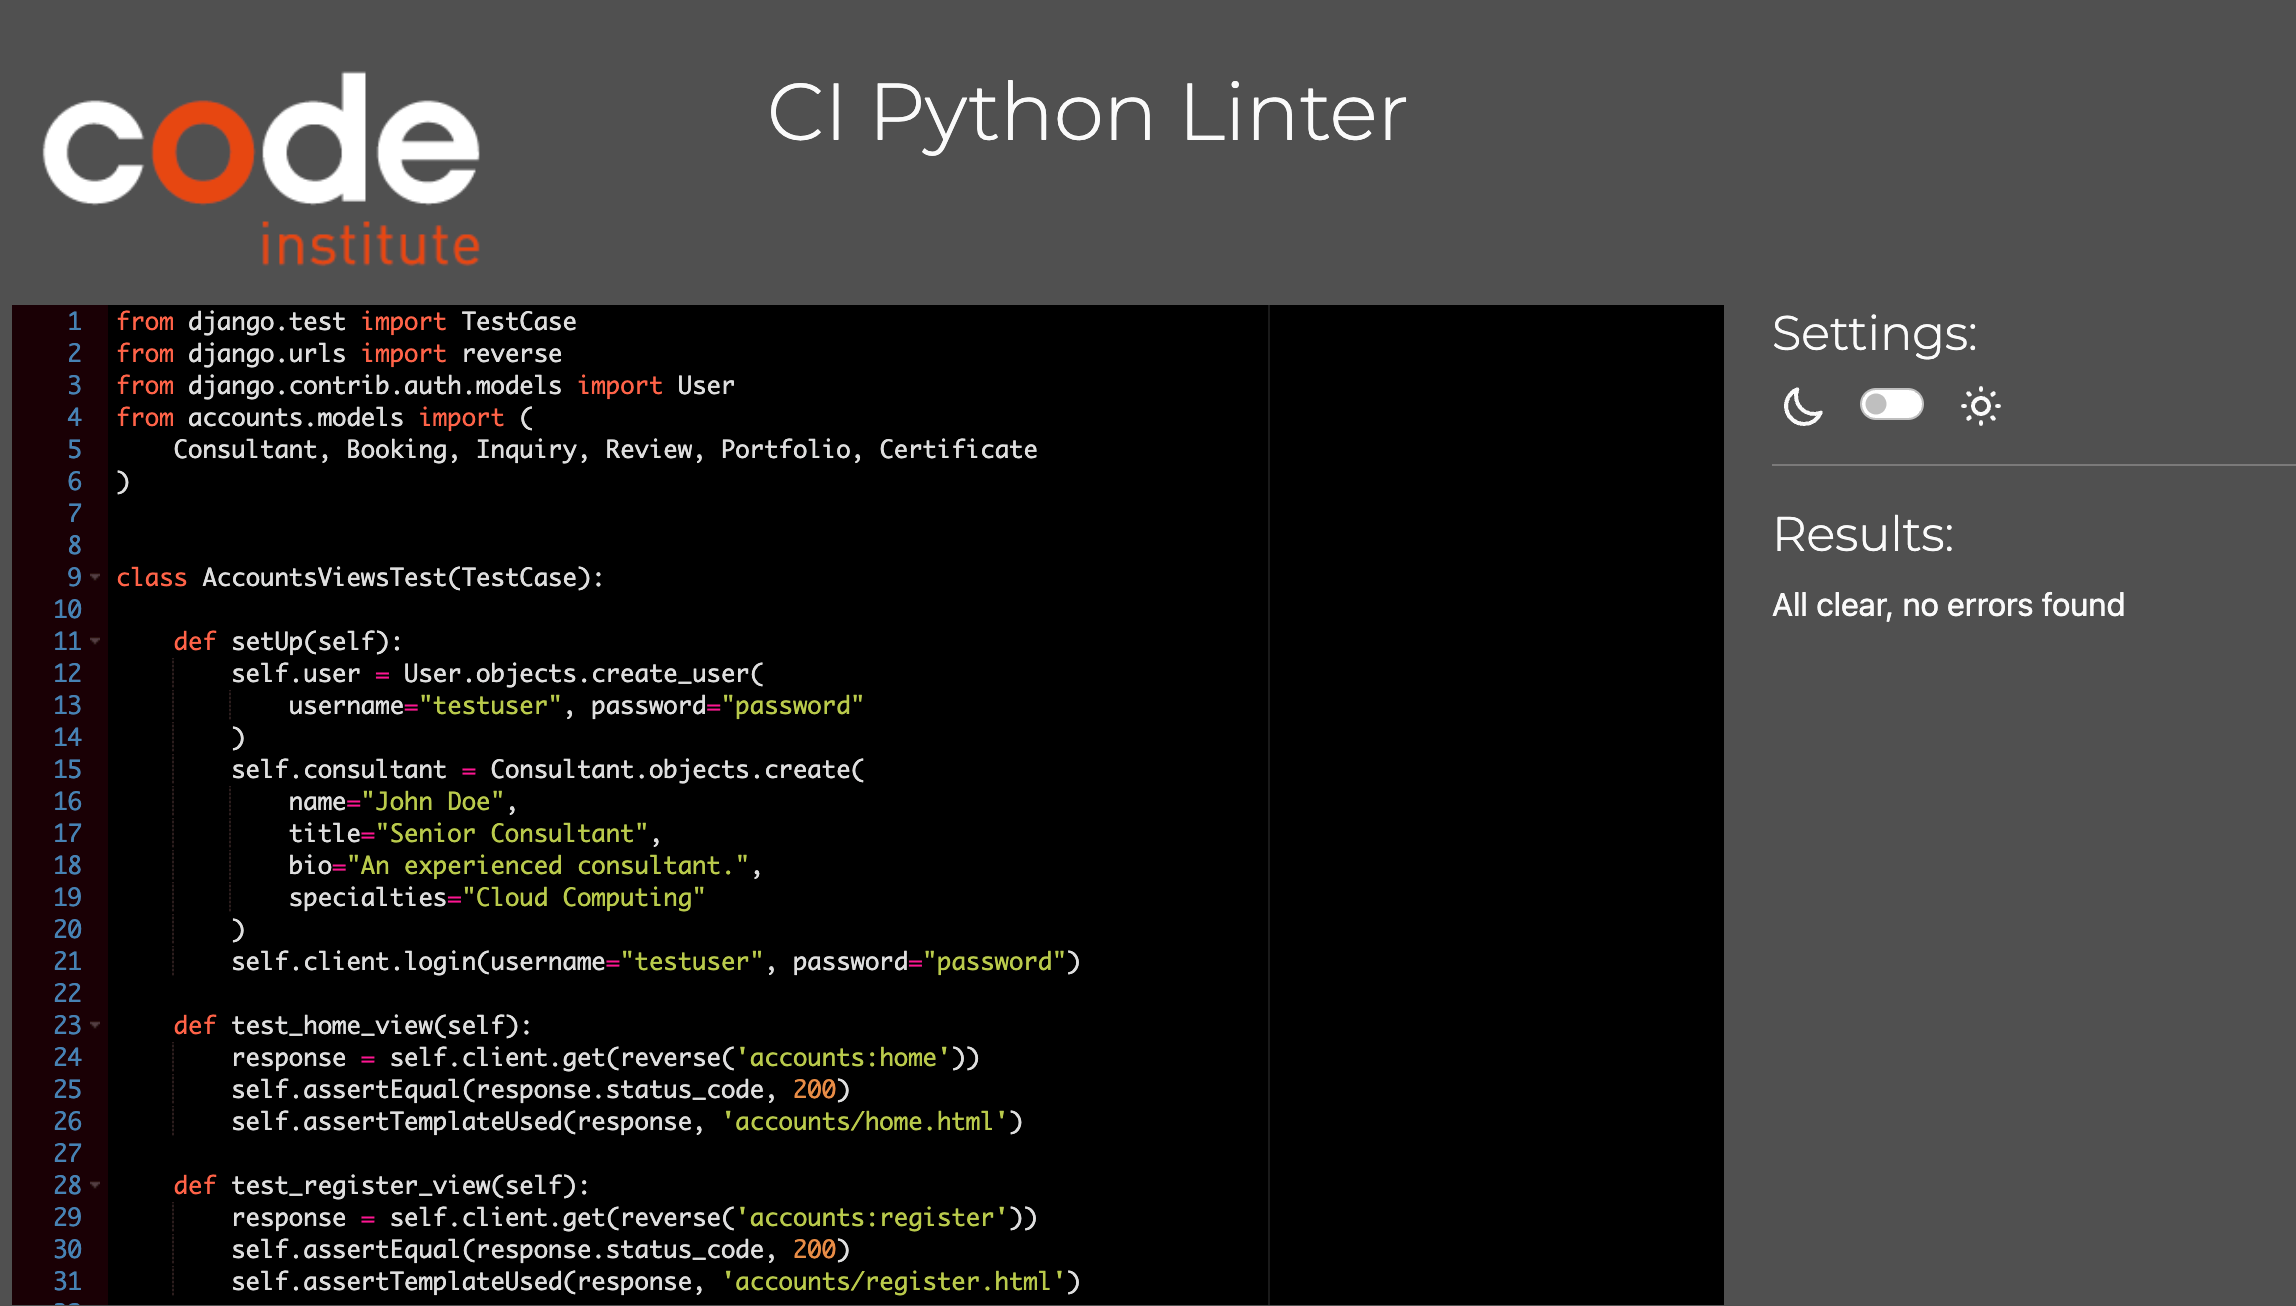 code
institute
CI Python Linter
1 from django.test import TestCase
2 from django.urls import reverse
3 from django.contrib.auth.models import User
4 from accounts.models import (
5     Consultant, Booking, Inquiry, Review, Portfolio, Certificate
6 )
7
8
9 class AccountsViewsTest(TestCase):
10
11     def setUp(self):
12         self.user = User.objects.create_user(
13             username="testuser", password="password"
14         )
15         self.consultant = Consultant.objects.create(
16             name="John Doe",
17             title="Senior Consultant",
18             bio="An experienced consultant.",
19             specialties="Cloud Computing"
20         )
21         self.client.login(username="testuser", password="password")
22
23     def test_home_view(self):
24         response = self.client.get(reverse('accounts:home'))
25         self.assertEqual(response.status_code, 200)
26         self.assertTemplateUsed(response, 'accounts/home.html')
27
28     def test_register_view(self):
29         response = self.client.get(reverse('accounts:register'))
30         self.assertEqual(response.status_code, 200)
31         self.assertTemplateUsed(response, 'accounts/register.html')
Settings:
Results:
All clear, no errors found